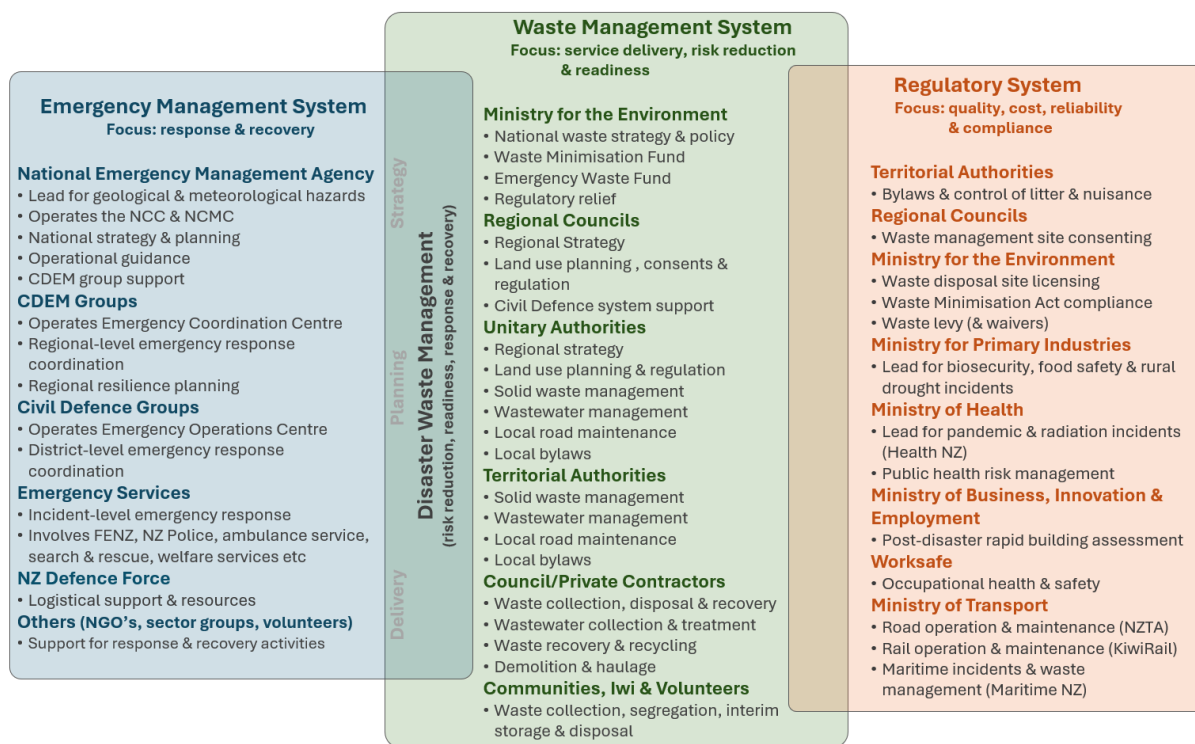 Emergency Management System
Focus: response & recovery
National Emergency Management Agency
• Lead for geological & meteorological hazards
• Operates the NCC & NCMC
• National strategy & planning
• Operational guidance
• CDEM group support
CDEM Groups
• Operates Emergency Coordination Centre
• Regional-level emergency response
coordination
• Regional resilience planning
Civil Defence Groups
• Operates Emergency Operations Centre
• District-level emergency response
coordination
Emergency Services
• Incident-level emergency response
• Involves FENZ, NZ Police, ambulance service,
search & rescue, welfare services etc
NZ Defence Force
• Logistical support & resources
Others (NGO's, sector groups, volunteers)
• Support for response & recovery activities
Strategy
Planning
Delivery
Disaster Waste Management
(risk reduction, readiness, response & recovery)
Waste Management System
Focus: service delivery, risk reduction
& readiness
Ministry for the Environment
• National waste strategy & policy
• Waste Minimisation Fund
• Emergency Waste Fund
• Regulatory relief
Regional Councils
• Regional Strategy
• Land use planning , consents &
regulation
• Civil Defence system support
Unitary Authorities
• Regional strategy
• Land use planning & regulation
• Solid waste management
• Wastewater management
• Local road maintenance
• Local bylaws
Territorial Authorities
• Solid waste management
• Wastewater management
• Local road maintenance
• Local bylaws
Council/Private Contractors
• Waste collection, disposal & recovery
• Wastewater collection & treatment
• Waste recovery & recycling
• Demolition & haulage
Communities, Iwi & Volunteers
• Waste collection, segregation, interim
storage & disposal
Regulatory System
Focus: quality, cost, reliability
& compliance
Territorial Authorities
• Bylaws & control of litter & nuisance
Regional Councils
• Waste management site consenting
Ministry for the Environment
• Waste disposal site licensing
• Waste Minimisation Act compliance
• Waste levy (& waivers)
Ministry for Primary Industries
• Lead for biosecurity, food safety & rural
drought incidents
Ministry of Health
• Lead for pandemic & radiation incidents
(Health NZ)
• Public health risk management
Ministry of Business, Innovation &
Employment
• Post-disaster rapid building assessment
Worksafe
• Occupational health & safety
Ministry of Transport
• Road operation & maintenance (NZTA)
• Rail operation & maintenance (KiwiRail)
• Maritime incidents & waste
management (Maritime NZ)